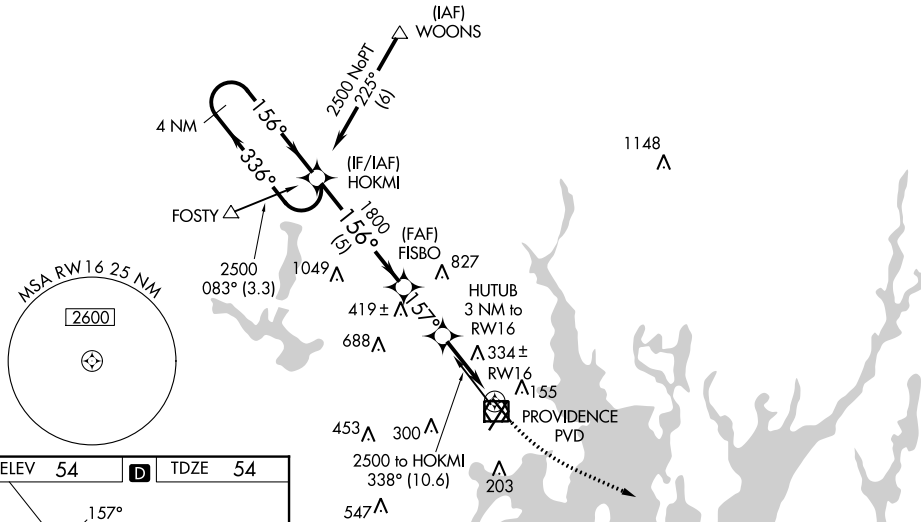 (IAF)
WOONS
2500 NoPT
225°
(6)
4 NM
156°
336°
(IF/IAF)
HOKMI
1148
FOSTY
1800
156°
(5)
2500
083° (3.3)
(FAF)
FISBO
1049
827
419±
157°
HUTUB
3 NM to
RW16
688
334±
RW16
155
PROVIDENCE
PVD
MSA RW16 25 NM
2600
453
300
2500 to HOKMI
338° (10.6)
203
547
ELEV 54
D
TDZE 54
157°